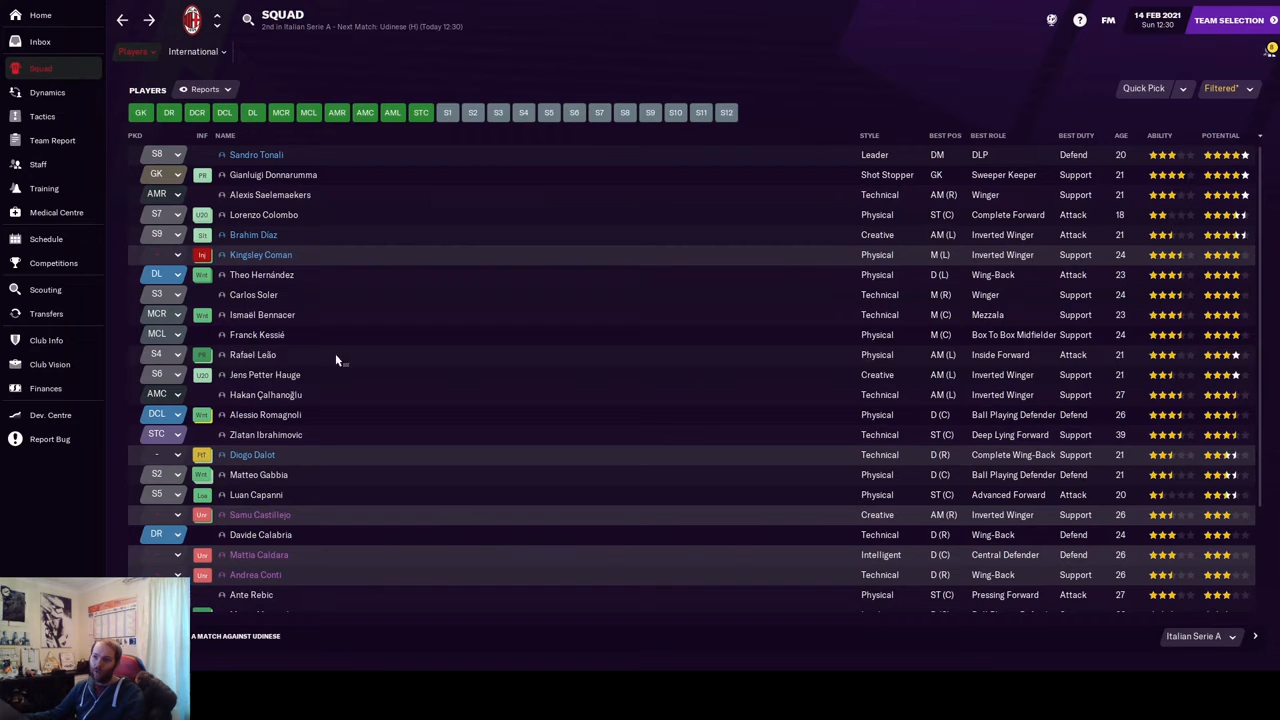 Home
Inbox
Squad
Dynamics
Tactics
Team Report
Staff
Training
Medical Centre
Schedule
Competitions
Scouting
Transfers
Club Info
Club Vision
Finances
Dev. Centre
Report Bug
SQUAD
2nd in Italian Serie A - Next Match: Udinese (H) (Today 12:30)
FM
14 FEB 2021
Sun 12:30
TEAM SELECTION
Players
International
PLAYERS Reports Quick Pick Filtered*
GK DR DCR DCL DL MCR MCL AMR AMC AML STC S1 S2 S3 S4 S5 S6 S7 S8 S9 S10 S11 S12
PKD INF NAME STYLE BEST POS BEST ROLE BEST DUTY AGE ABILITY POTENTIAL
S8 Sandro Tonali Leader DM DLP Defend 20
GK PR Gianluigi Donnarumma Shot Stopper GK Sweeper Keeper Support 21
AMR Alexis Saelemaekers Technical AM (R) Winger Support 21
S7 U20 Lorenzo Colombo Physical ST (C) Complete Forward Attack 18
S9 Slt Brahim Díaz Creative AM (L) Inverted Winger Attack 21
- Inj Kingsley Coman Physical M (L) Inverted Winger Support 24
DL Wnt Theo Hernández Physical D (L) Wing-Back Attack 23
S3 Carlos Soler Technical M (R) Winger Support 24
MCR Wnt Ismaël Bennacer Technical M (C) Mezzala Support 23
MCL Franck Kessié Physical M (C) Box To Box Midfielder Support 24
S4 PR Rafael Leão Physical AM (L) Inside Forward Attack 21
S6 U20 Jens Petter Hauge Creative AM (L) Inverted Winger Support 21
AMC Hakan Çalhanoğlu Technical AM (L) Inverted Winger Support 27
DCL Wnt Alessio Romagnoli Physical D (C) Ball Playing Defender Defend 26
STC Zlatan Ibrahimovic Technical ST (C) Deep Lying Forward Support 39
- PIT Diogo Dalot Technical D (R) Complete Wing-Back Support 21
S2 Wnt Matteo Gabbia Physical D (C) Ball Playing Defender Defend 21
S5 Loa Luan Capanni Physical ST (C) Advanced Forward Attack 20
- Unr Samu Castillejo Creative AM (R) Inverted Winger Support 26
DR Davide Calabria Technical D (R) Wing-Back Defend 24
- Unr Mattia Caldara Intelligent D (C) Central Defender Defend 26
Unr Andrea Conti Technical D (R) Wing-Back Support 26
Ante Rebic Physical ST (C) Pressing Forward Attack 27
A MATCH AGAINST UDINESE
Italian Serie A